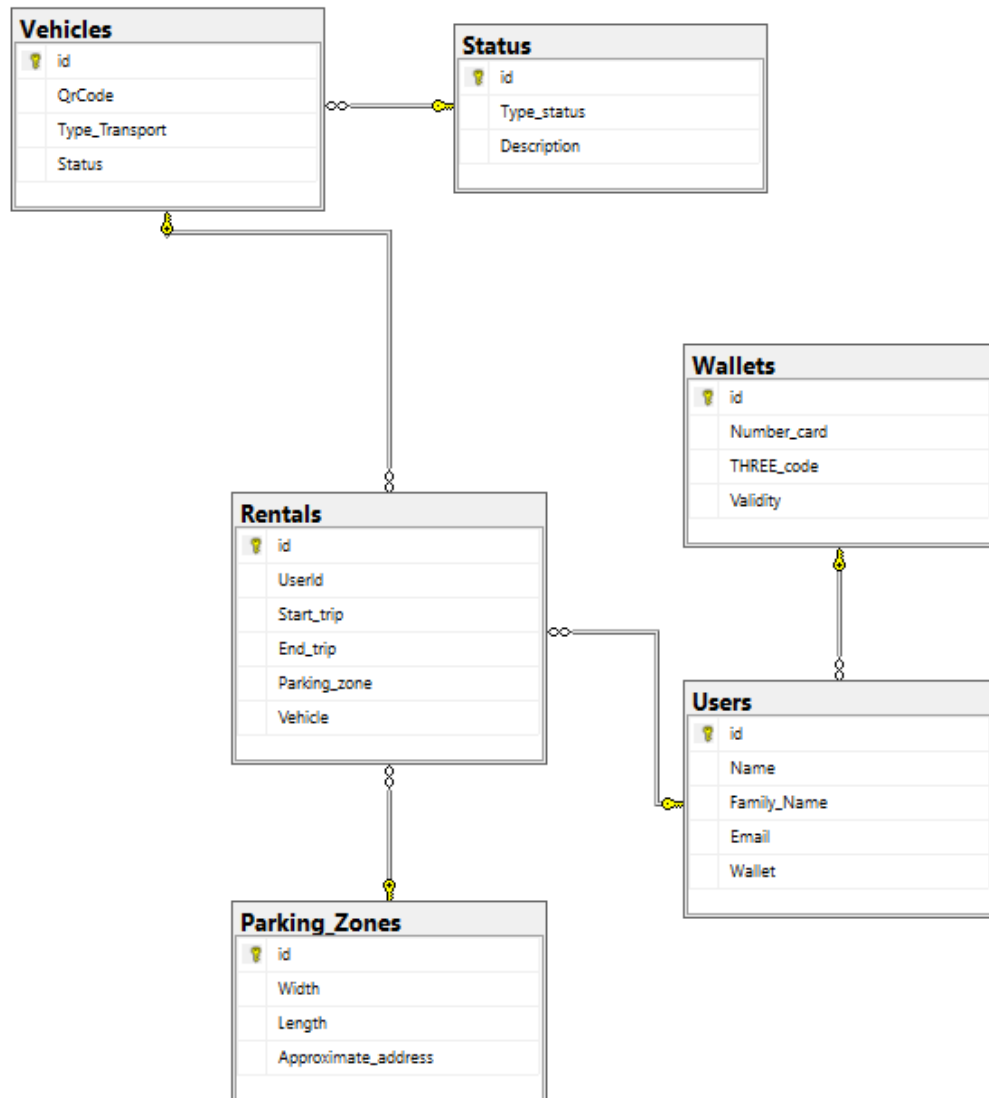 Vehicles
id
QrCode
Type_Transport
Status
Status
id
Type_status
Description
Wallets
id
Number_card
THREE_code
Validity
Rentals
id
UserId
Start_trip
End_trip
Parking_zone
Vehicle
Users
id
Name
Family_Name
Email
Wallet
Parking_Zones
id
Width
Length
Approximate_address